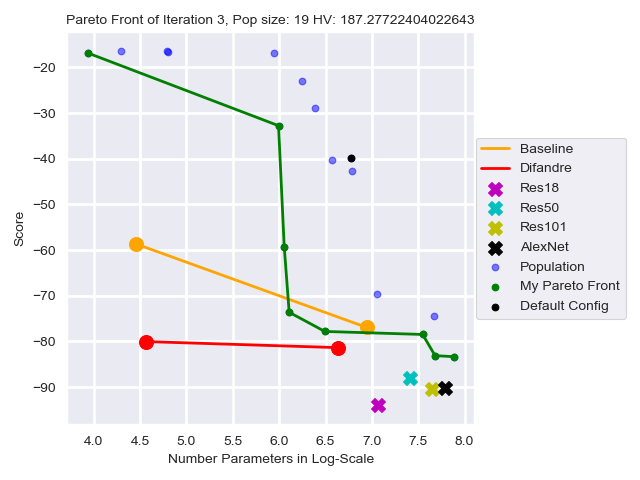 Pareto Front of Iteration 3, Pop size: 19 HV: 187.27722404022643
Score
−20
−30
−40
−50
−60
−70
−80
−90
4.0 4.5 5.0 5.5 6.0 6.5 7.0 7.5 8.0
Number Parameters in Log-Scale
Baseline
Difandre
Res18
Res50
Res101
AlexNet
Population
My Pareto Front
Default Config